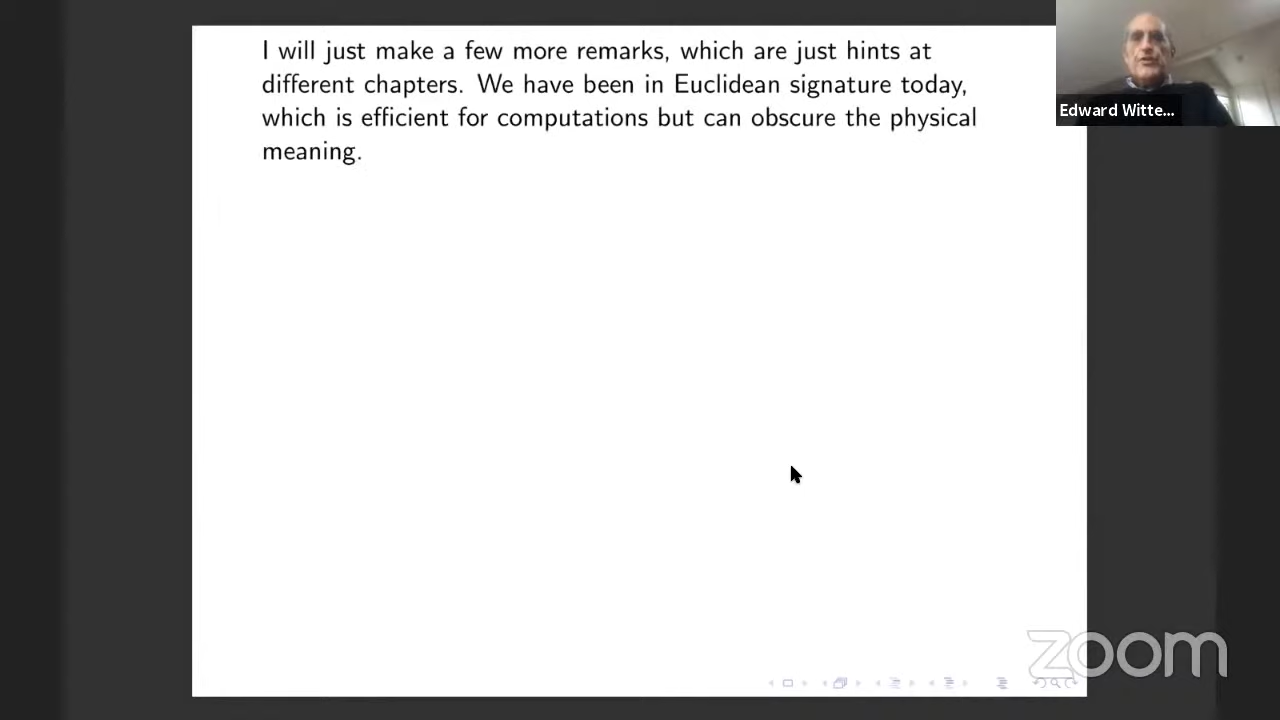 I will just make a few more remarks, which are just hints at
different chapters. We have been in Euclidean signature today,
which is efficient for computations but can obscure the physical
meaning.
Edward Witte...
zoom